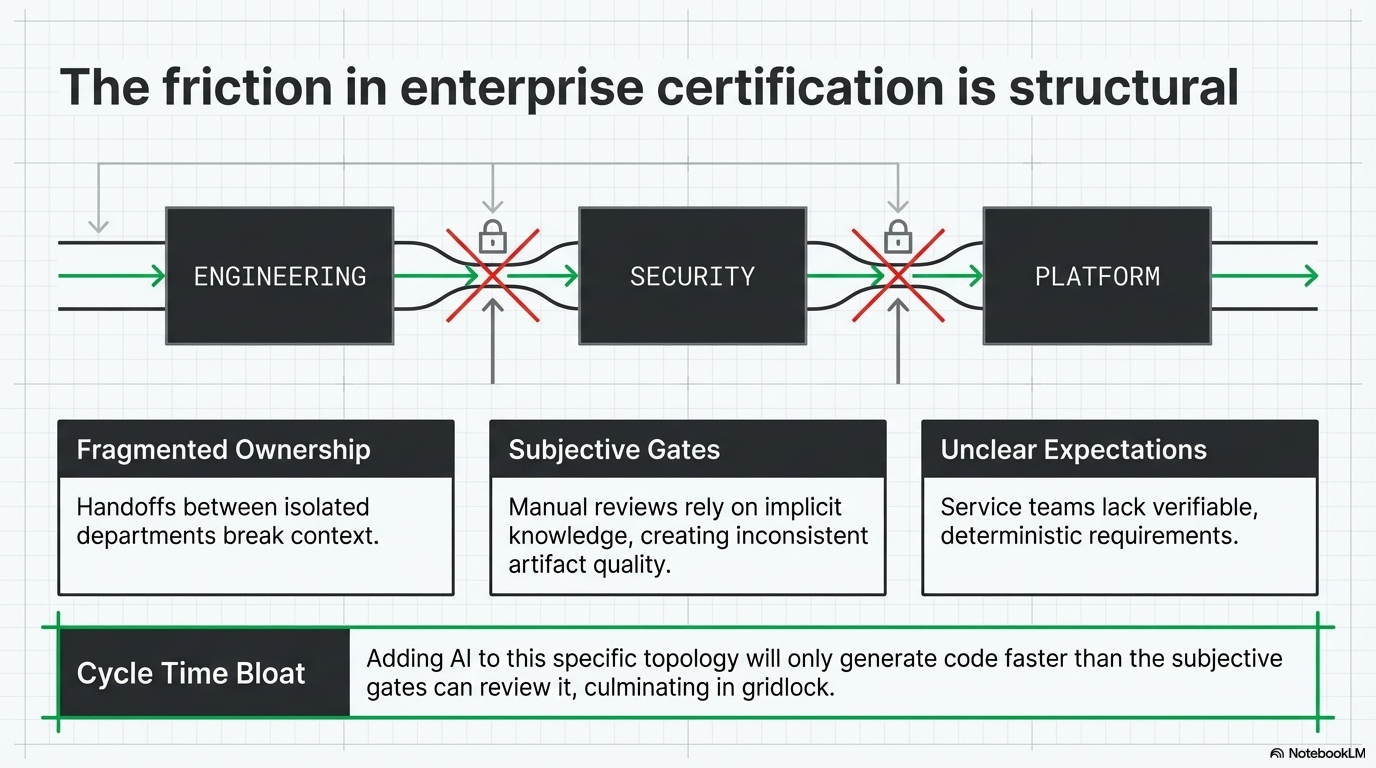 The friction in enterprise certification is structural
ENGINEERING
SECURITY
PLATFORM
Fragmented Ownership
Handoffs between isolated
departments break context.
Subjective Gates
Manual reviews rely on implicit
knowledge, creating inconsistent
artifact quality.
Unclear Expectations
Service teams lack verifiable,
deterministic requirements.
Cycle Time Bloat
Adding AI to this specific topology will only generate code faster than the subjective
gates can review it, culminating in gridlock.
NotebookLM